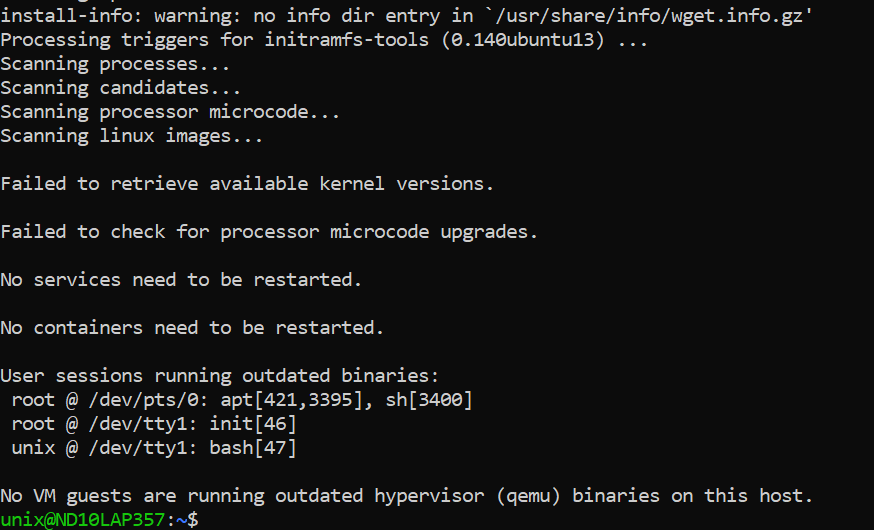 install-info: warning: no info dir entry in `/usr/share/info/wget.info.gz'
Processing triggers for initramfs-tools (0.140ubuntu13) ...
Scanning processes...
Scanning candidates...
Scanning processor microcode...
Scanning linux images...
Failed to retrieve available kernel versions.
Failed to check for processor microcode upgrades.
No services need to be restarted.
No containers need to be restarted.
User sessions running outdated binaries:
 root @ /dev/pts/0: apt[421,3395], sh[3400]
 root @ /dev/tty1: init[46]
 unix @ /dev/tty1: bash[47]
No VM guests are running outdated hypervisor (qemu) binaries on this host.
unix@ND10LAP357:~$